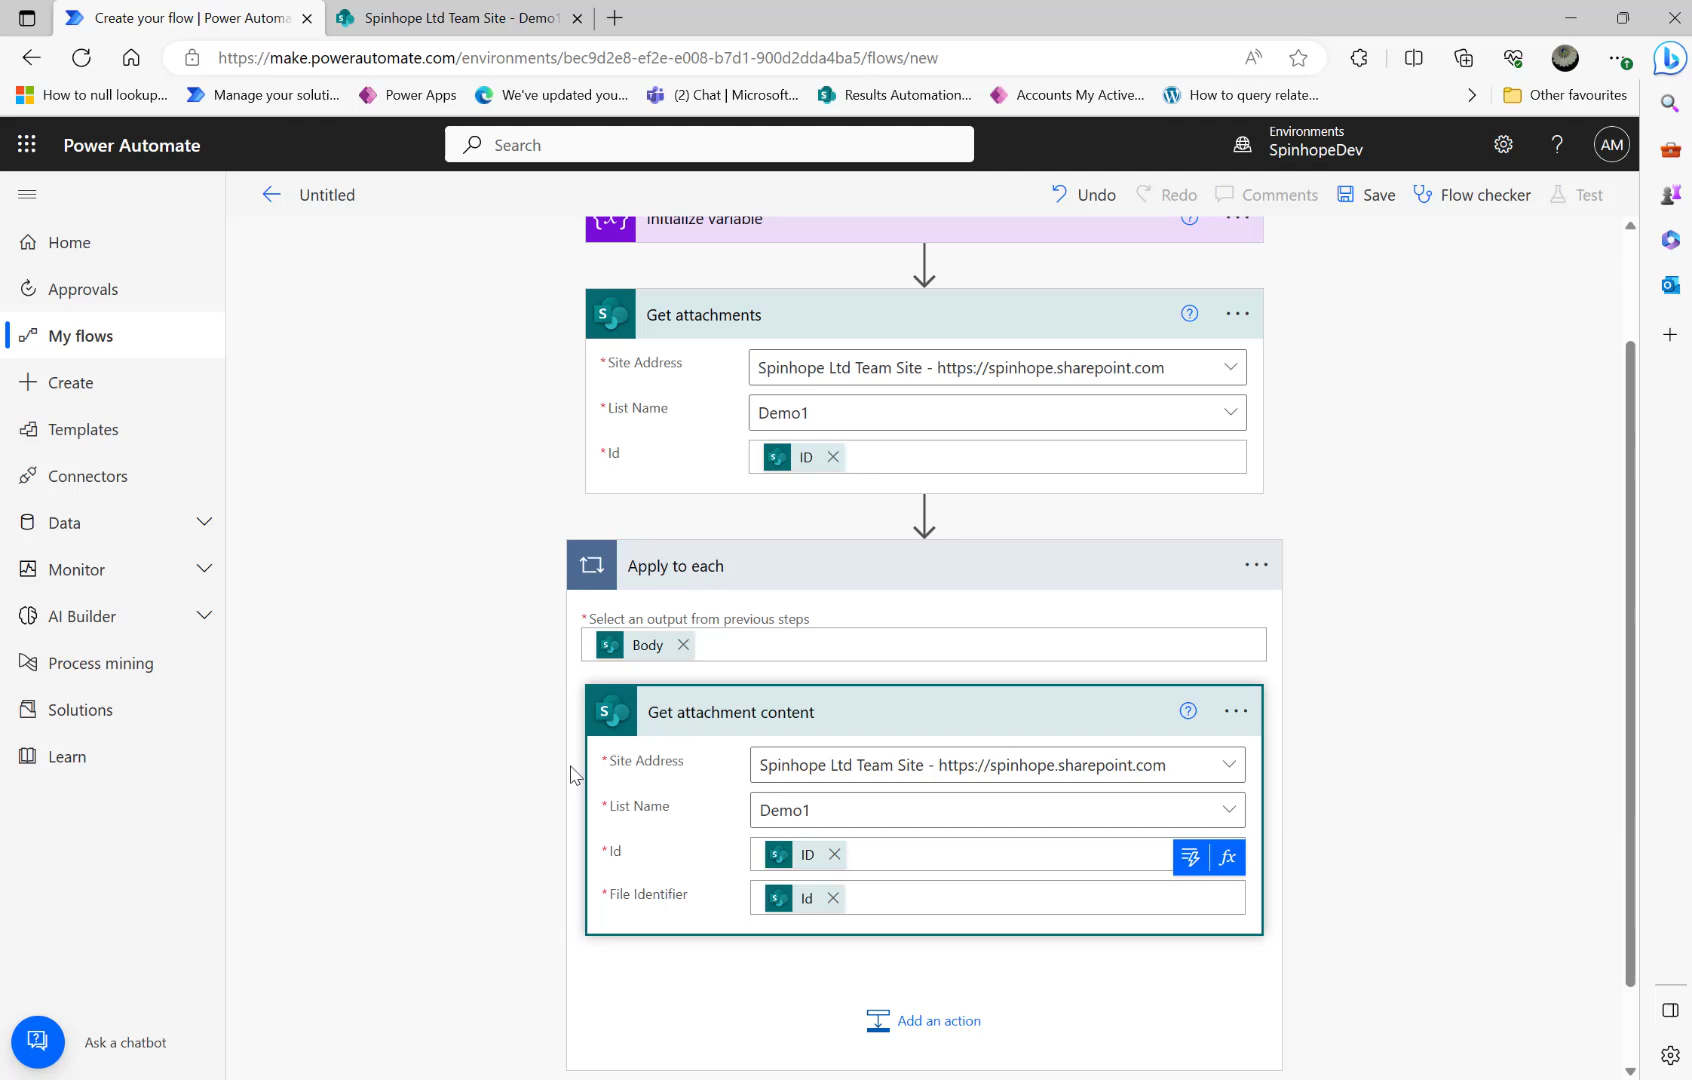 Create your flow | Power Automa
Spinhope Ltd Team Site - Demo1
https://make.powerautomate.com/environments/bec9d2e8-ef2e-e008-b7d1-900d2dda4ba5/flows/new
How to null lookup...
Manage your soluti...
Power Apps
We've updated you...
(2) Chat | Microsoft...
Results Automation...
Accounts My Active...
How to query relate...
Other favourites
Power Automate
Search
Environments
SpinhopeDev
AM
Untitled
Undo
Redo
Comments
Save
Flow checker
Test
Home
Approvals
My flows
Create
Templates
Connectors
Data
Monitor
AI Builder
Process mining
Solutions
Learn
Ask a chatbot
{x}
Initialize variable
S
Get attachments
*Site Address
Spinhope Ltd Team Site - https://spinhope.sharepoint.com
*List Name
Demo1
*Id
ID
Apply to each
*Select an output from previous steps
Body
S
Get attachment content
*Site Address
Spinhope Ltd Team Site - https://spinhope.sharepoint.com
*List Name
Demo1
*Id
ID
fx
*File Identifier
Id
Add an action